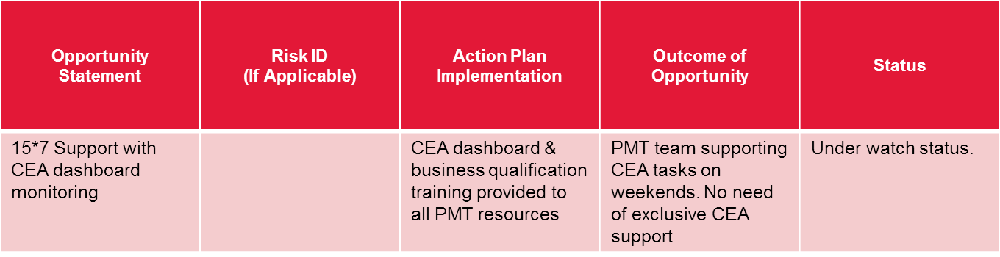 Opportunity
Statement
Risk ID
(If Applicable)
Action Plan
Implementation
Outcome of
Opportunity
Status
15*7 Support with
CEA dashboard
monitoring
CEA dashboard &
business qualification
training provided to
all PMT resources
PMT team supporting
CEA tasks on
weekends. No need
of exclusive CEA
support
Under watch status.